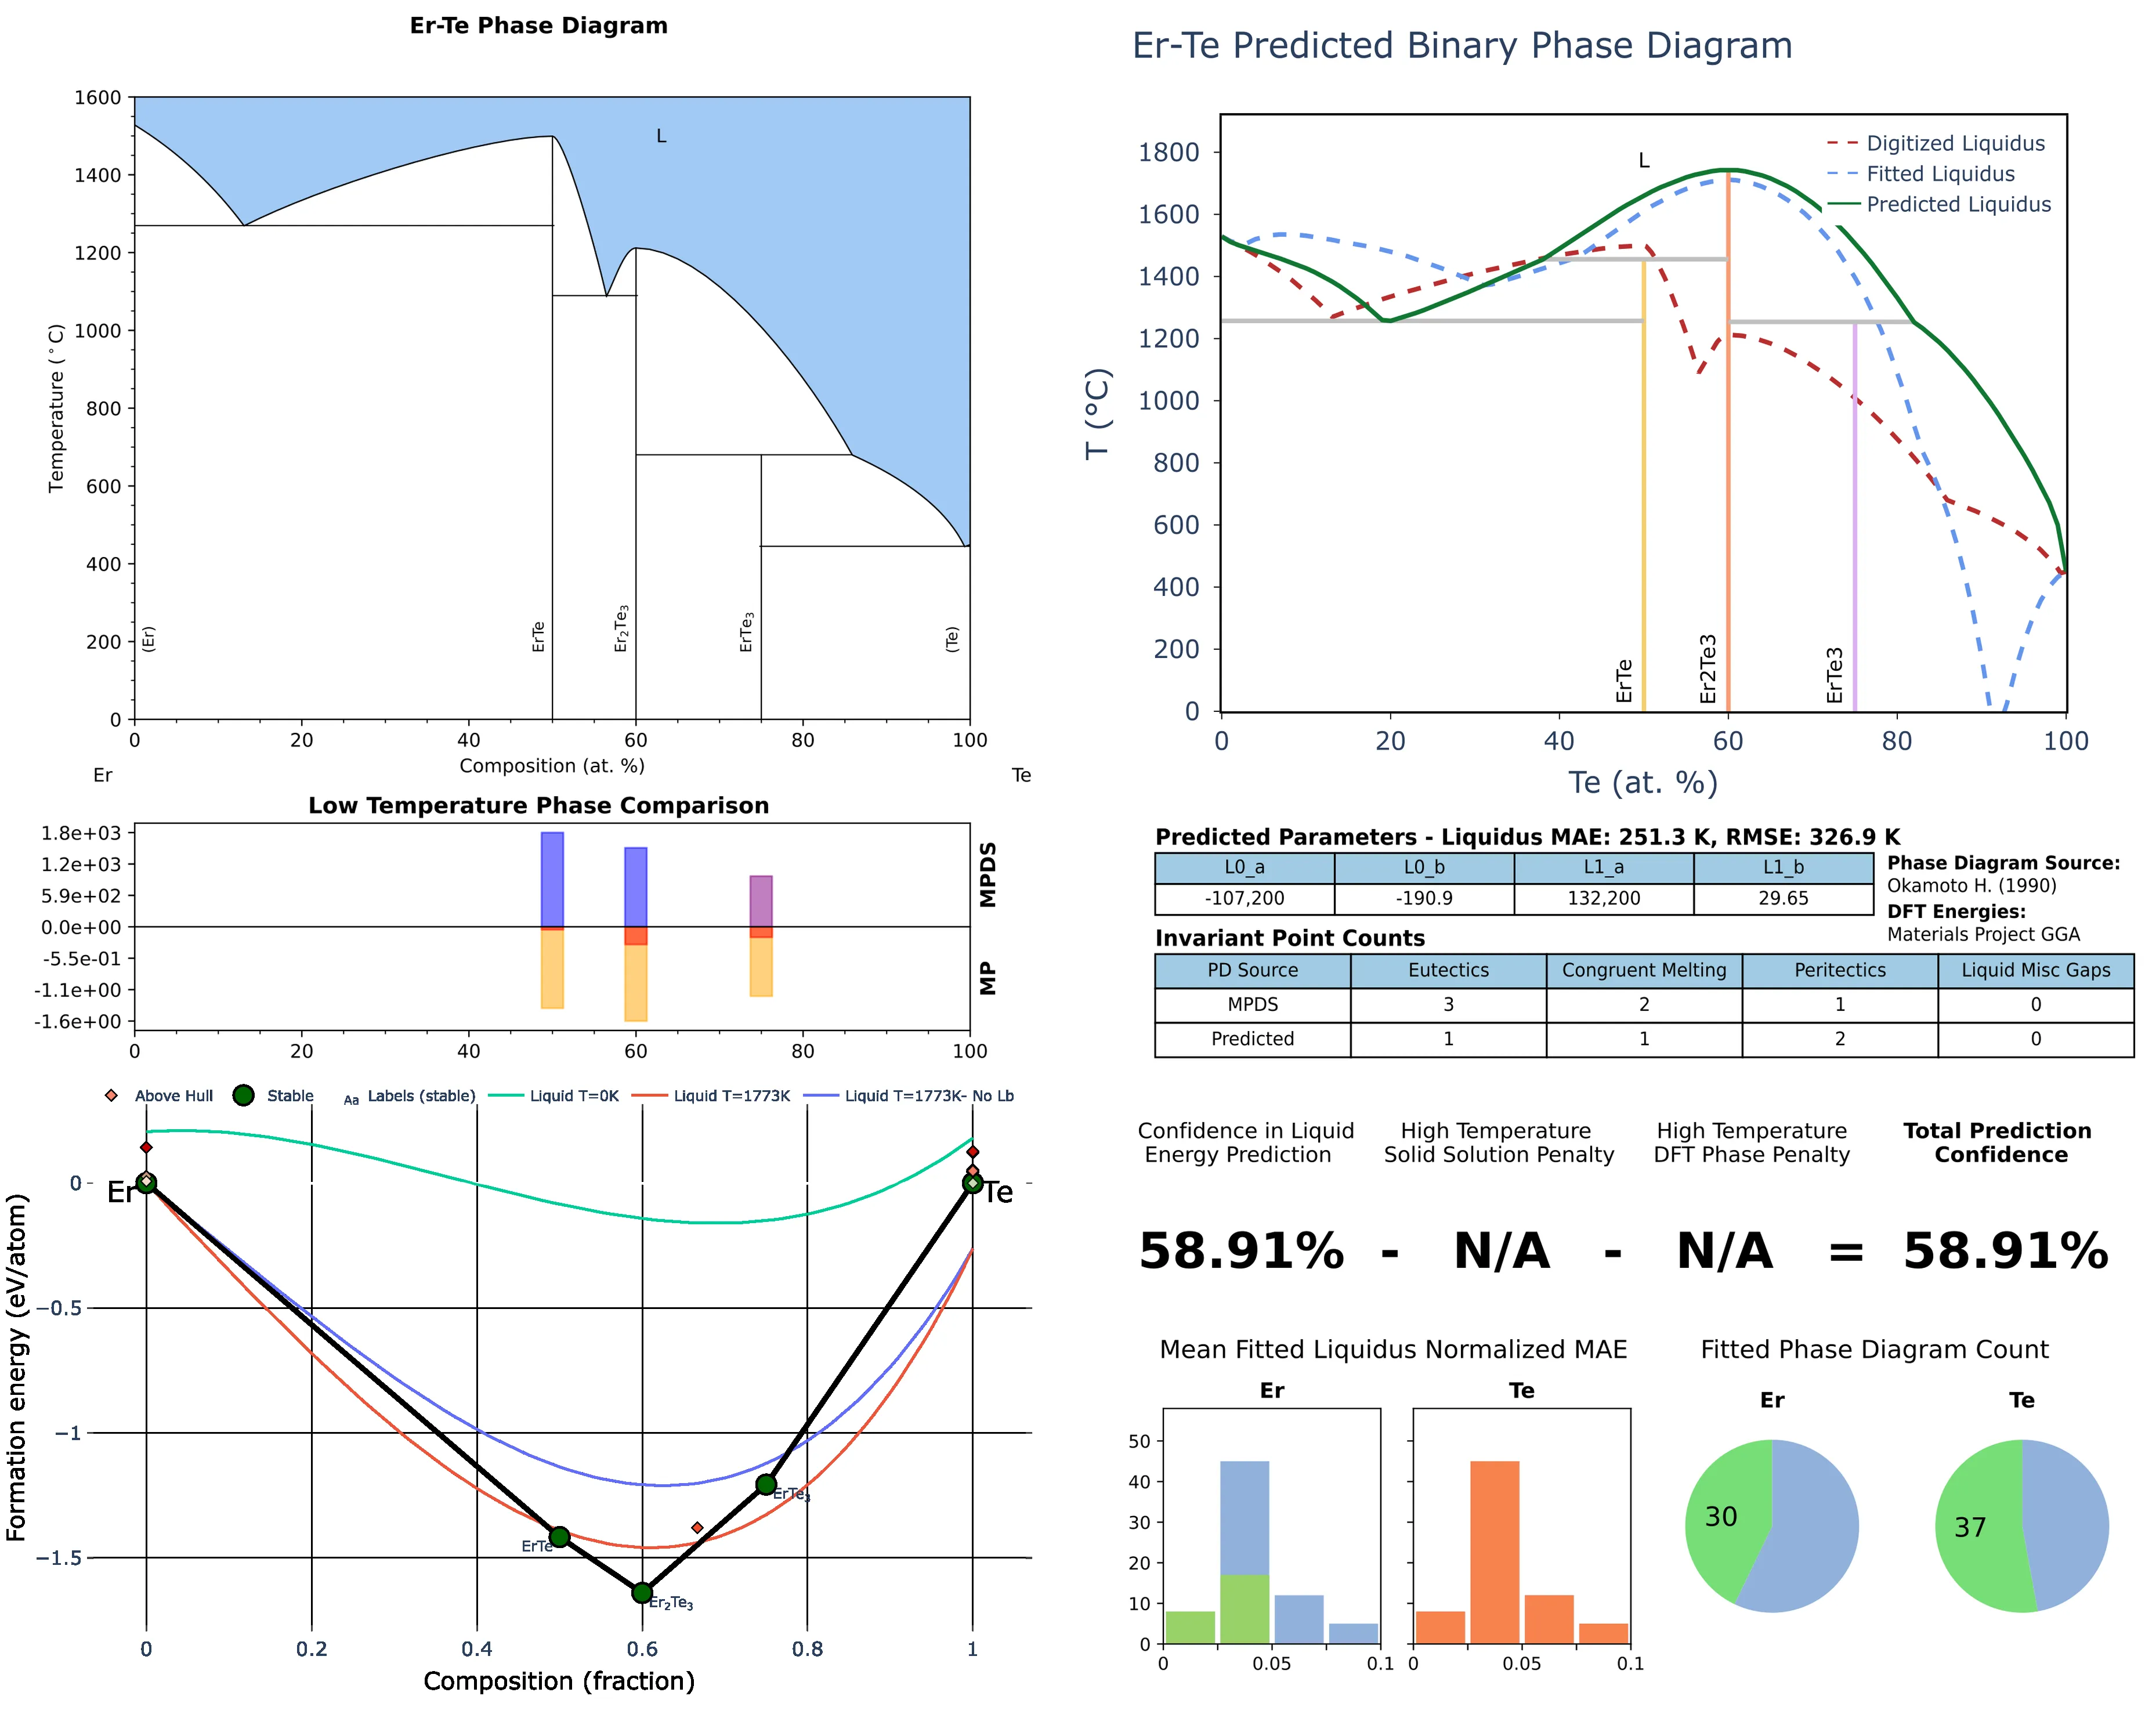 Er-Te Phase Diagram
1600
1400
1200
1000
800
600
400
200
0
Temperature (°C)
L
(Er)
ErTe
Er2Te3
ErTe3
(Te)
0 20 40 60 80 100
Er Composition (at. %) Te
Low Temperature Phase Comparison
1.8e+03
1.2e+03
5.9e+02
0.0e+00
-5.5e-01
-1.1e+00
-1.6e+00
MPDS
MP
0 20 40 60 80 100
Above Hull Stable Aa Labels (stable) Liquid T=0K Liquid T=1773K Liquid T=1773K- No Lb
0
−0.5
−1
−1.5
Formation energy (eV/atom)
Er
Te
ErTe
Er2Te3
ErTe3
0 0.2 0.4 0.6 0.8 1
Composition (fraction)
Er-Te Predicted Binary Phase Diagram
1800
1600
1400
1200
1000
800
600
400
200
0
T (°C)
L
Digitized Liquidus
Fitted Liquidus
Predicted Liquidus
ErTe
Er2Te3
ErTe3
0 20 40 60 80 100
Te (at. %)
Predicted Parameters - Liquidus MAE: 251.3 K, RMSE: 326.9 K
L0_a L0_b L1_a L1_b
-107,200 -190.9 132,200 29.65
Phase Diagram Source:
Okamoto H. (1990)
DFT Energies:
Materials Project GGA
Invariant Point Counts
PD Source Eutectics Congruent Melting Peritectics Liquid Misc Gaps
MPDS 3 2 1 0
Predicted 1 1 2 0
Confidence in Liquid
Energy Prediction
High Temperature
Solid Solution Penalty
High Temperature
DFT Phase Penalty
Total Prediction
Confidence
58.91% - N/A - N/A = 58.91%
Mean Fitted Liquidus Normalized MAE
Er
Te
50
40
30
20
10
0
0 0.05 0.1
0 0.05 0.1
Fitted Phase Diagram Count
Er
Te
30
37